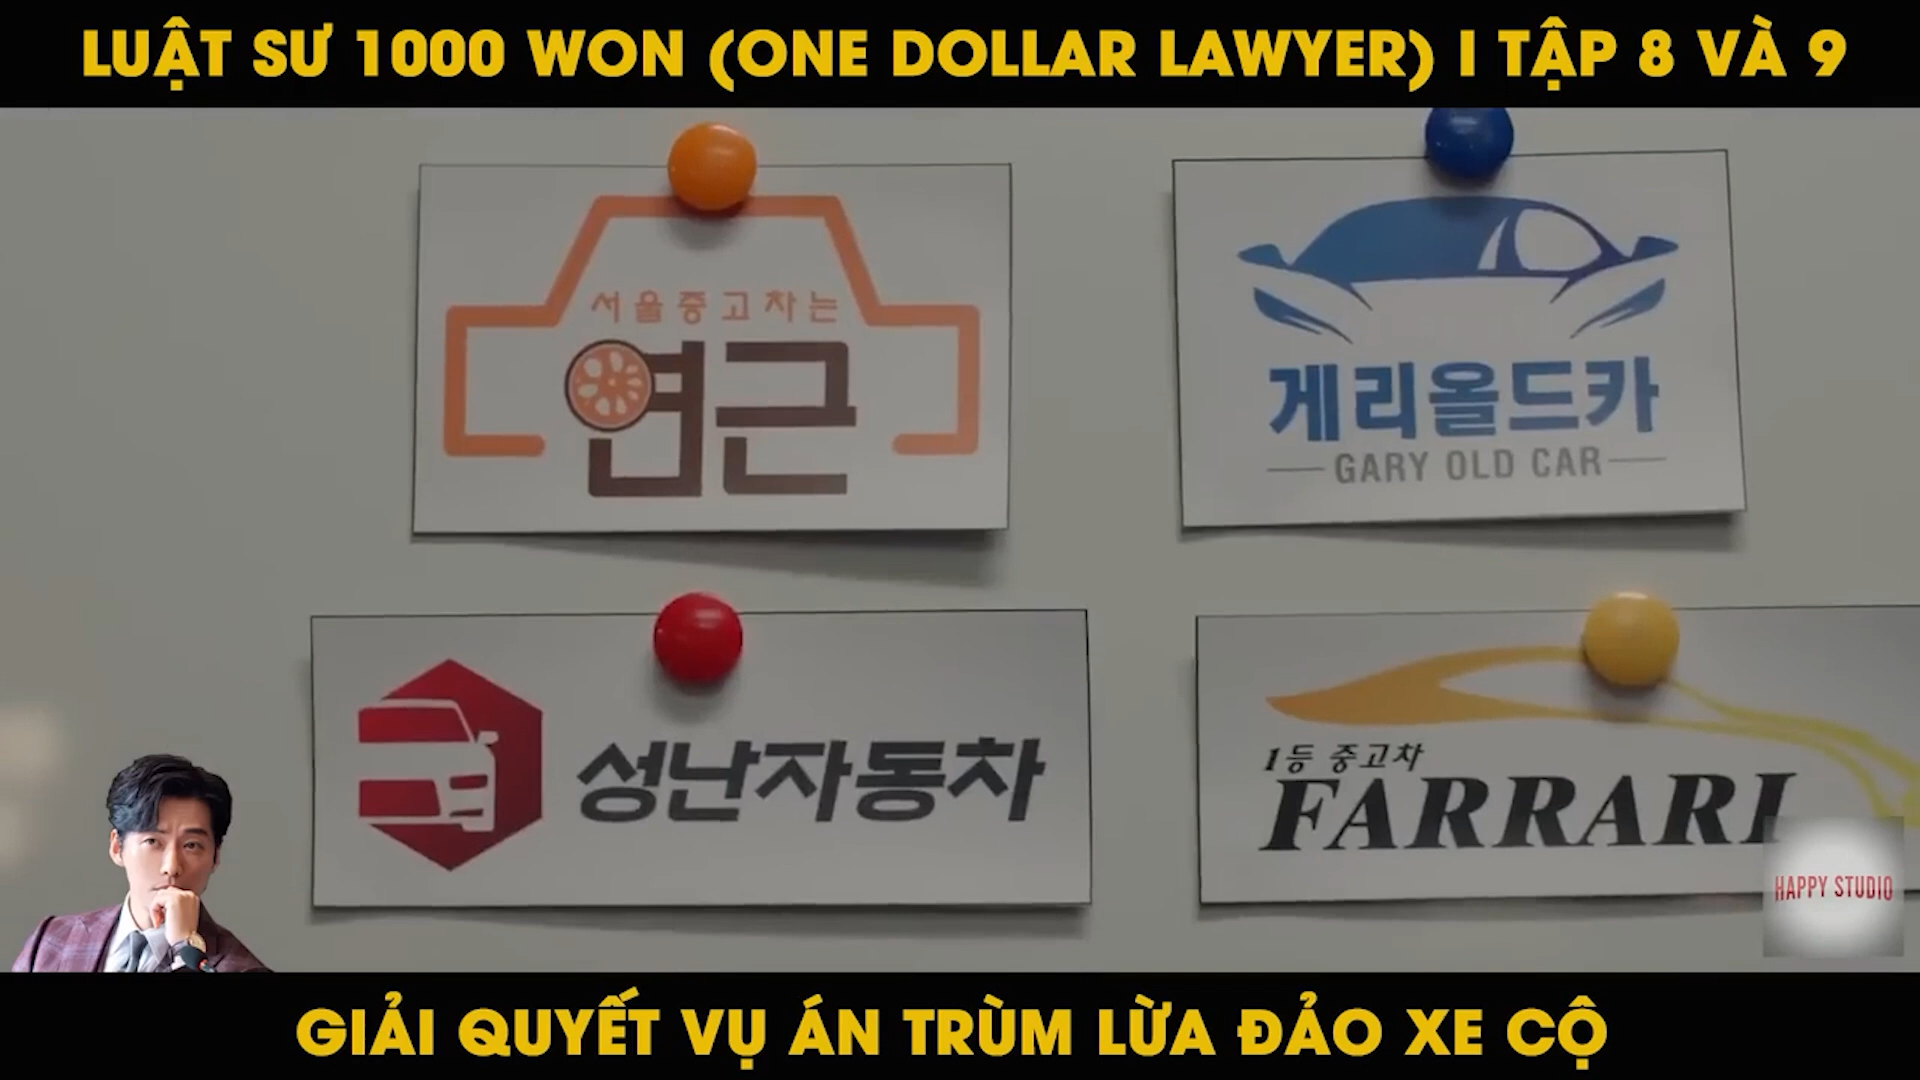 LUẬT SƯ 1000 WON (ONE DOLLAR LAWYER) I TẬP 8 VÀ 9
서울중고차는
연근
게리올드카
GARY OLD CAR
성난자동차
1등 중고차
FARRARI
HAPPY STUDIO
GIẢI QUYẾT VỤ ÁN TRÙM LỪA ĐẢO XE CỘ